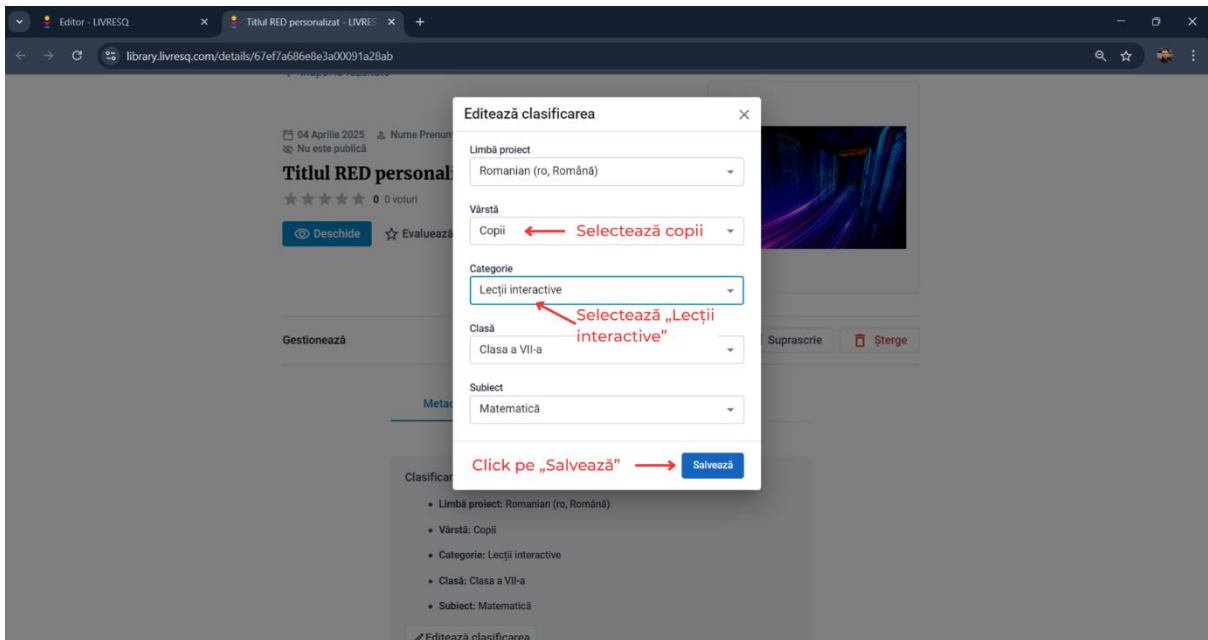 Editor - LIVRESQ
Titlul RED personalizat - LIVRES
library.livresq.com/details/67ef7a686e8e3a00091a28ab
04 Aprilie 2025 Nume Prenum
Nu este publică
Titlul RED personali
0 0 voturi
Deschide Evaluează
Gestionează
Suprascrie Șterge
Metad
Editează clasificarea
Limbă proiect
Romanian (ro, Română)
Vârstă
Copii Selectează copii
Categorie
Lecții interactive
Selectează „Lecții
interactive”
Clasă
Clasa a VII-a
Subiect
Matematică
Click pe „Salvează” Salvează
Clasificar
• Limbă proiect: Romanian (ro, Română)
• Vârstă: Copii
• Categorie: Lecții interactive
• Clasă: Clasa a VII-a
• Subiect: Matematică
Editează clasificarea